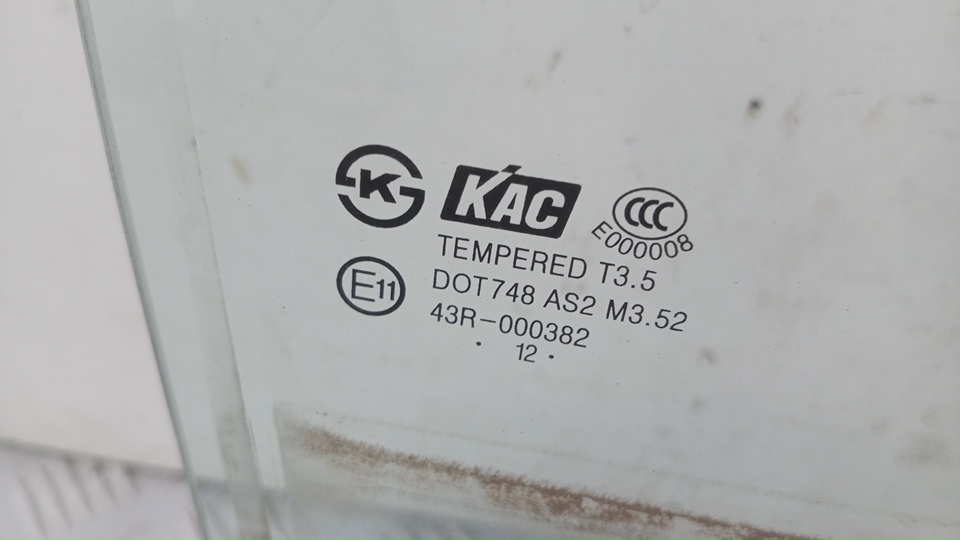 K
KAC
CCC
E000008
TEMPERED T3.5
E11
DOT748 AS2 M3.52
43R-000382
· 12 ·